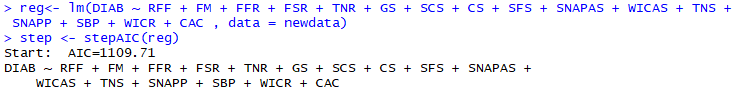 > reg<- lm(DIAB ~ RFF + FM + FFR + FSR + TNR + GS + SCS + CS + SFS + SNAPAS + WICAS + TNS +
SNAPP + SBP + WICR + CAC , data = newdata)
> step <- stepAIC(reg)
Start:  AIC=1109.71
DIAB ~ RFF + FM + FFR + FSR + TNR + GS + SCS + CS + SFS + SNAPAS +
    WICAS + TNS + SNAPP + SBP + WICR + CAC